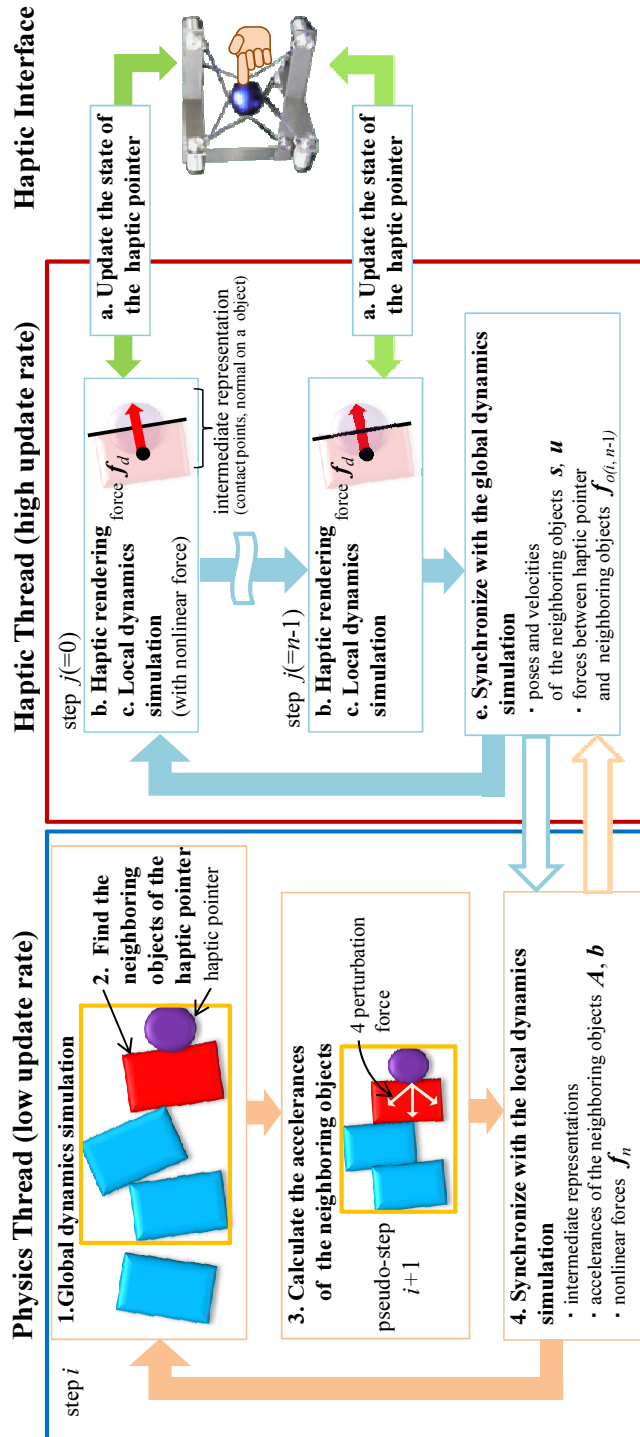 Physics Thread (low update rate)
step i
1.Global dynamics simulation
2. Find the
neighboring
objects of the
haptic pointer
haptic pointer
3. Calculate the accelerances
of the neighboring objects
pseudo-step
i+1
4 perturbation
force
4. Synchronize with the local dynamics
simulation
・intermediate representations
・accelerances of the neighboring objects A, b
・nonlinear forces f_n
Haptic Thread (high update rate)
step j(=0)
b. Haptic rendering
c. Local dynamics
simulation
(with nonlinear force)
force f_d
intermediate representation
(contact points, normal on a object)
step j(=n-1)
b. Haptic rendering
c. Local dynamics
simulation
force f_d
e. Synchronize with the global dynamics
simulation
・poses and velocities
of the neighboring objects s, u
・forces between haptic pointer
and neighboring objects f_o(i, n-1)
Haptic Interface
a. Update the state of
the haptic pointer
a. Update the state of
the haptic pointer